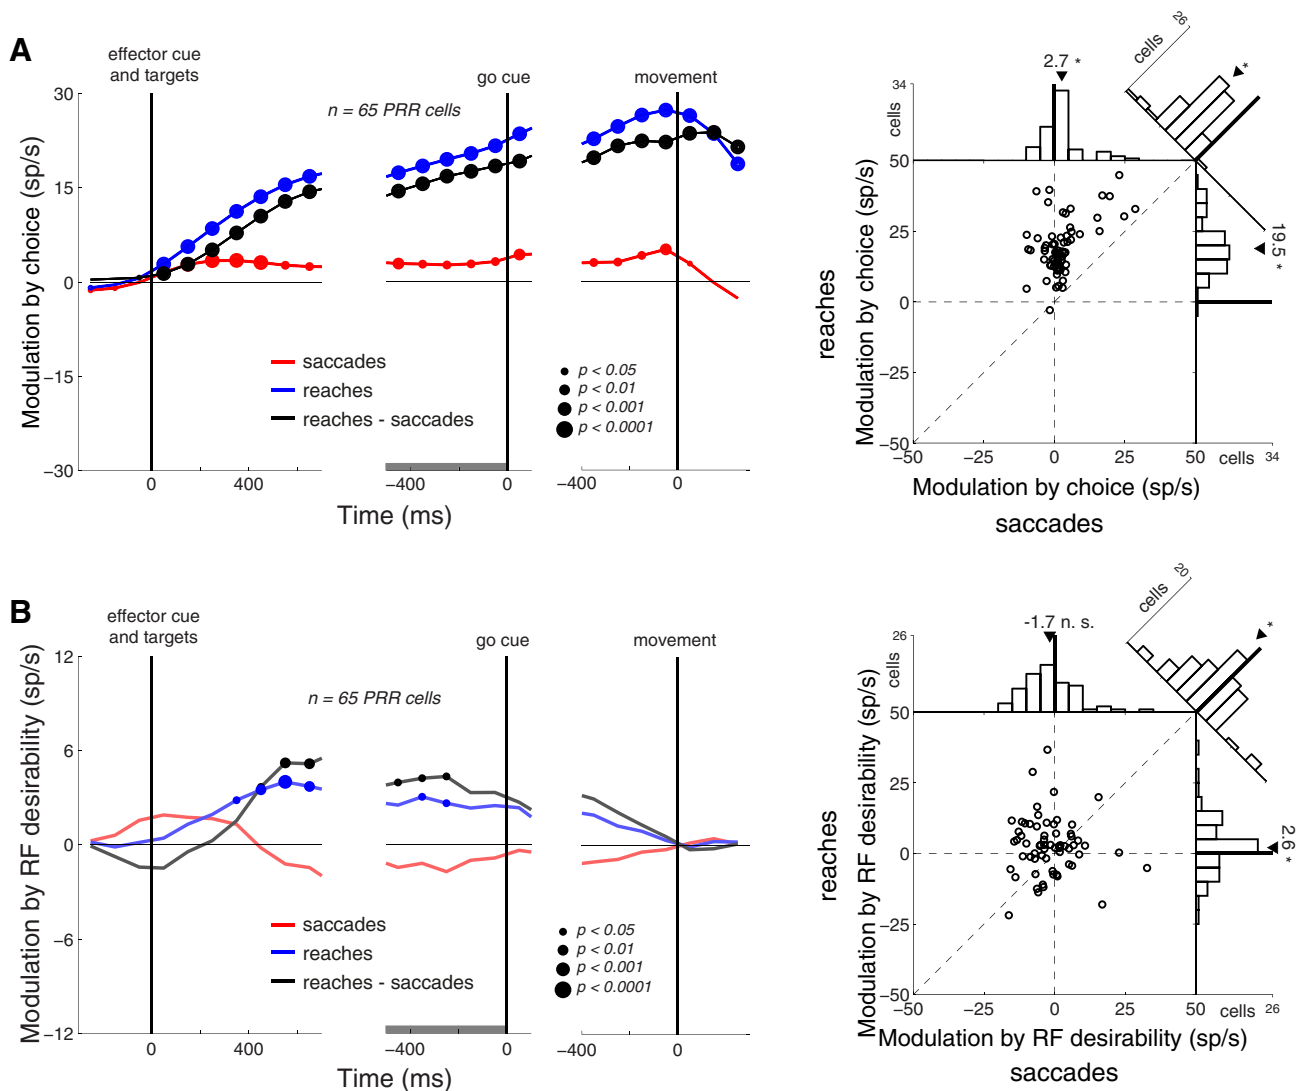 A
effector cue
and targets
go cue
movement
n = 65 PRR cells
30
15
0
−15
−30
Modulation by choice (sp/s)
saccades
reaches
reaches - saccades
p < 0.05
p < 0.01
p < 0.001
p < 0.0001
0
400
−400
0
−400
0
Time (ms)
2.7 *
34
cells
26
cells
*
19.5 *
50
25
0
−25
−50
reaches
Modulation by choice (sp/s)
−50
−25
0
25
50
cells
34
Modulation by choice (sp/s)
saccades
B
effector cue
and targets
go cue
movement
n = 65 PRR cells
12
6
0
−6
−12
Modulation by RF desirability (sp/s)
saccades
reaches
reaches - saccades
p < 0.05
p < 0.01
p < 0.001
p < 0.0001
0
400
−400
0
−400
0
Time (ms)
-1.7 n. s.
26
cells
20
cells
*
2.6 *
50
25
0
−25
−50
reaches
Modulation by RF desirability (sp/s)
−50
−25
0
25
50
cells
26
Modulation by RF desirability (sp/s)
saccades